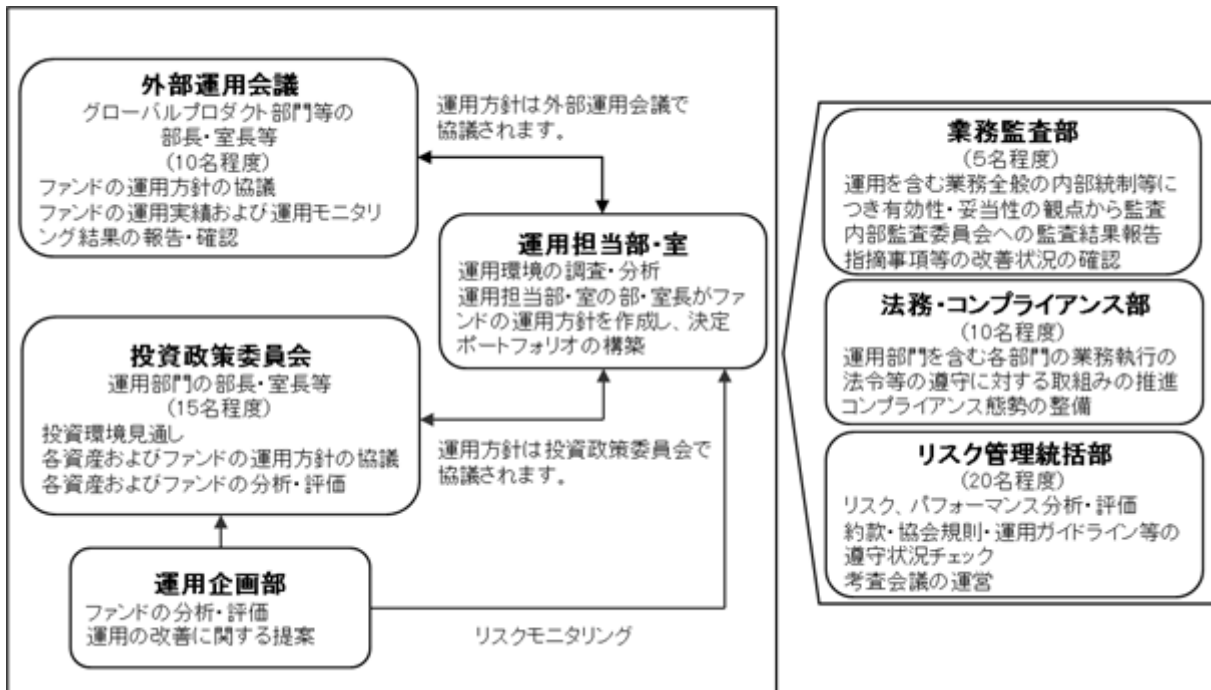 外部運用会議
グローバルプロダクト部門等の
部長・室長等
(10名程度)
ファンドの運用方針の協議
ファンドの運用実績および運用モニタリ
ング結果の報告・確認
運用方針は外部運用会議で
協議されます。
運用担当部・室
運用環境の調査・分析
運用担当部・室の部・室長がファ
ンドの運用方針を作成し、決定
ポートフォリオの構築
投資政策委員会
運用部門の部長・室長等
(15名程度)
投資環境見通し
各資産およびファンドの運用方針の協議
各資産およびファンドの分析・評価
運用方針は投資政策委員会で
協議されます。
運用企画部
ファンドの分析・評価
運用の改善に関する提案
リスクモニタリング
業務監査部
(5名程度)
運用を含む業務全般の内部統制等に
つき有効性・妥当性の観点から監査
内部監査委員会への監査結果報告
指摘事項等の改善状況の確認
法務・コンプライアンス部
(10名程度)
運用部門を含む各部門の業務執行の
法令等の遵守に対する取組みの推進
コンプライアンス態勢の整備
リスク管理統括部
(20名程度)
リスク、パフォーマンス分析・評価
約款・協会規則・運用ガイドライン等の
遵守状況チェック
考査会議の運営